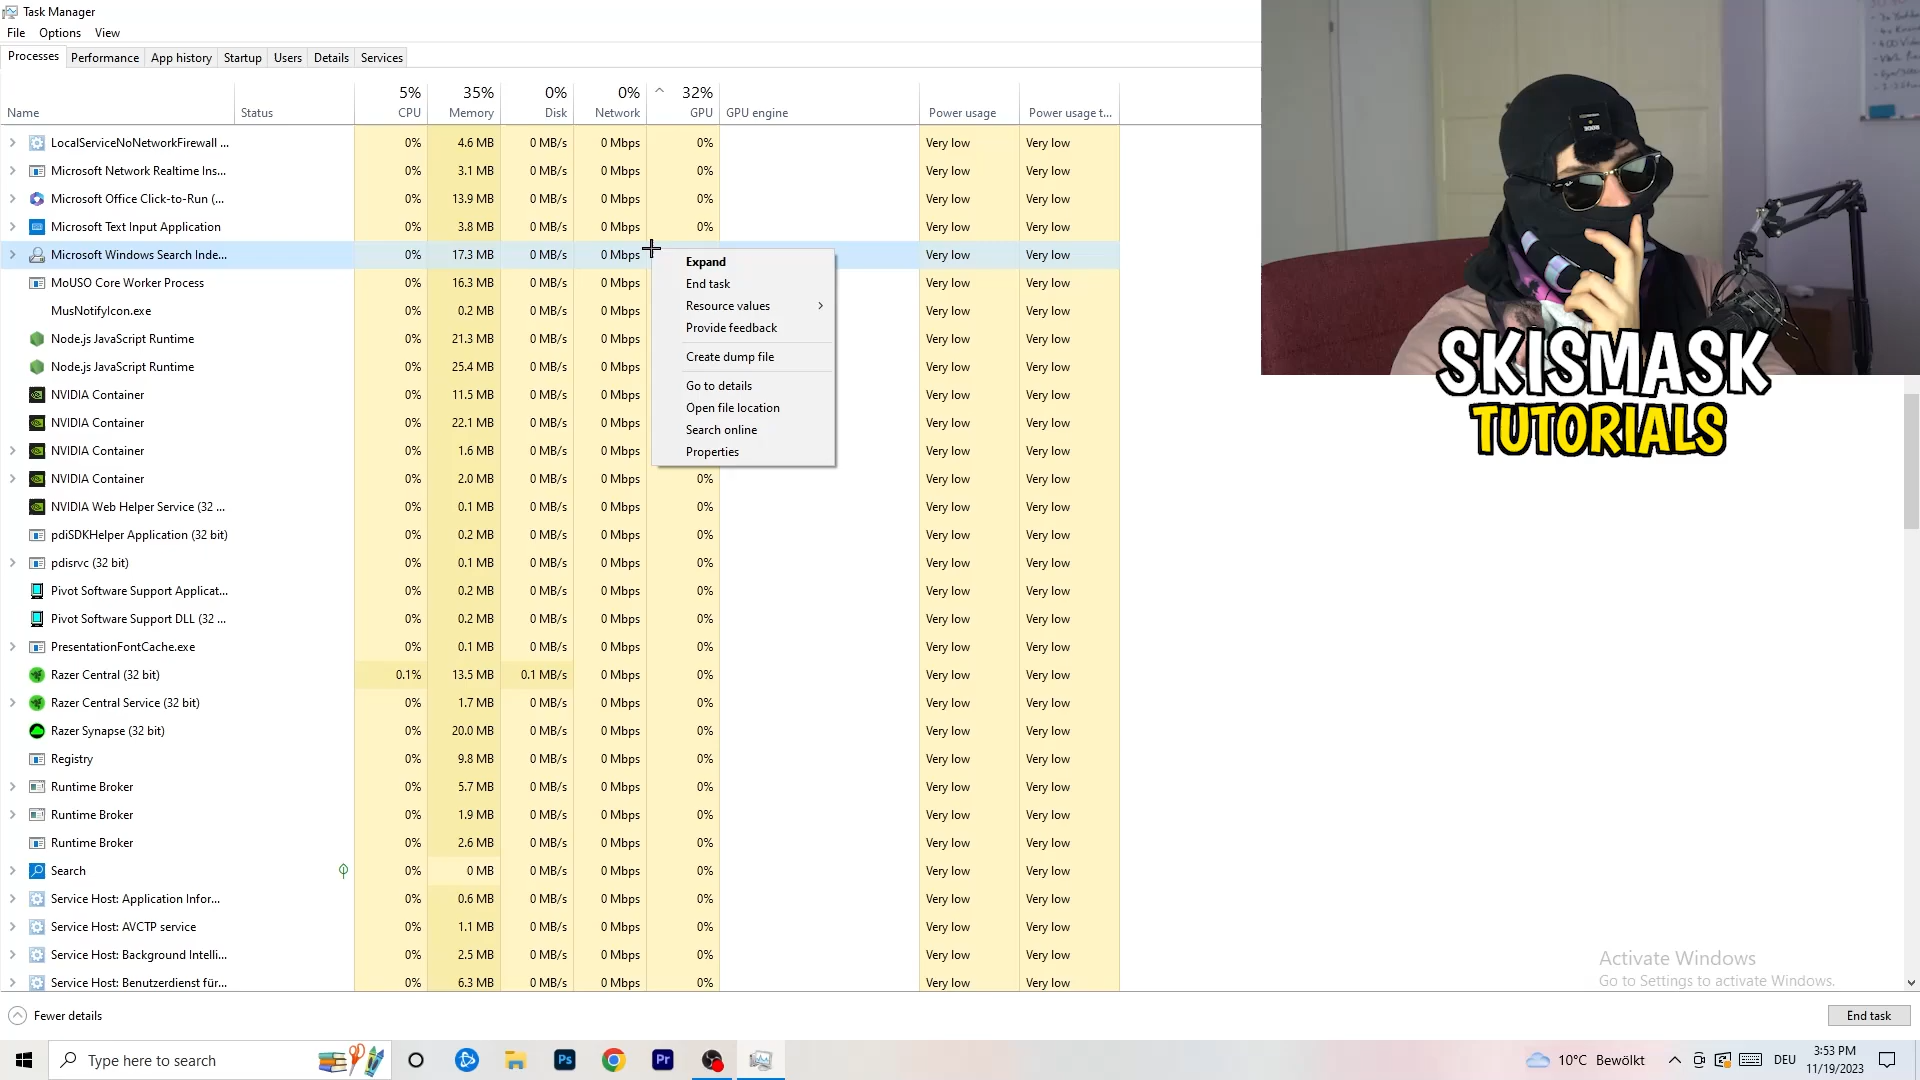 Task Manager
File Options View
Processes Performance App history Startup Users Details Services
5% 35% 0% 0% 32%
Name Status CPU Memory Disk Network GPU GPU engine Power usage Power usage t...
LocalServiceNoNetworkFirewall ... 0% 4.6 MB 0 MB/s 0 Mbps 0% Very low Very low
Microsoft Network Realtime Ins... 0% 3.1 MB 0 MB/s 0 Mbps 0% Very low Very low
Microsoft Office Click-to-Run (... 0% 13.9 MB 0 MB/s 0 Mbps 0% Very low Very low
Microsoft Text Input Application 0% 3.8 MB 0 MB/s 0 Mbps 0% Very low Very low
Microsoft Windows Search Inde... 0% 17.3 MB 0 MB/s 0 Mbps Very low Very low
MoUSO Core Worker Process 0% 16.3 MB 0 MB/s 0 Mbps Very low Very low
MusNotifyIcon.exe 0% 0.2 MB 0 MB/s 0 Mbps Very low Very low
Node.js JavaScript Runtime 0% 21.3 MB 0 MB/s 0 Mbps Very low Very low
Node.js JavaScript Runtime 0% 25.4 MB 0 MB/s 0 Mbps Very low Very low
NVIDIA Container 0% 11.5 MB 0 MB/s 0 Mbps Very low Very low
NVIDIA Container 0% 22.1 MB 0 MB/s 0 Mbps Very low Very low
NVIDIA Container 0% 1.6 MB 0 MB/s 0 Mbps Very low Very low
NVIDIA Container 0% 2.0 MB 0 MB/s 0 Mbps 0% Very low Very low
NVIDIA Web Helper Service (32 ... 0% 0.1 MB 0 MB/s 0 Mbps 0% Very low Very low
pdiSDKHelper Application (32 bit) 0% 0.2 MB 0 MB/s 0 Mbps 0% Very low Very low
pdisrvc (32 bit) 0% 0.1 MB 0 MB/s 0 Mbps 0% Very low Very low
Pivot Software Support Applicat... 0% 0.2 MB 0 MB/s 0 Mbps 0% Very low Very low
Pivot Software Support DLL (32 ... 0% 0.2 MB 0 MB/s 0 Mbps 0% Very low Very low
PresentationFontCache.exe 0% 0.1 MB 0 MB/s 0 Mbps 0% Very low Very low
Razer Central (32 bit) 0.1% 13.5 MB 0.1 MB/s 0 Mbps 0% Very low Very low
Razer Central Service (32 bit) 0% 1.7 MB 0 MB/s 0 Mbps 0% Very low Very low
Razer Synapse (32 bit) 0% 20.0 MB 0 MB/s 0 Mbps 0% Very low Very low
Registry 0% 9.8 MB 0 MB/s 0 Mbps 0% Very low Very low
Runtime Broker 0% 5.7 MB 0 MB/s 0 Mbps 0% Very low Very low
Runtime Broker 0% 1.9 MB 0 MB/s 0 Mbps 0% Very low Very low
Runtime Broker 0% 2.6 MB 0 MB/s 0 Mbps 0% Very low Very low
Search 0% 0 MB 0 MB/s 0 Mbps 0% Very low Very low
Service Host: Application Infor... 0% 0.6 MB 0 MB/s 0 Mbps 0% Very low Very low
Service Host: AVCTP service 0% 1.1 MB 0 MB/s 0 Mbps 0% Very low Very low
Service Host: Background Intelli... 0% 2.5 MB 0 MB/s 0 Mbps 0% Very low Very low
Service Host: Benutzerdienst für... 0% 6.3 MB 0 MB/s 0 Mbps 0% Very low Very low
Expand
End task
Resource values
Provide feedback
Create dump file
Go to details
Open file location
Search online
Properties
SKISMASK
TUTORIALS
Activate Windows
Go to Settings to activate Windows.
Fewer details
End task
Type here to search
Ps
Pr
10°C Bewölkt
DEU
3:53 PM
11/19/2023